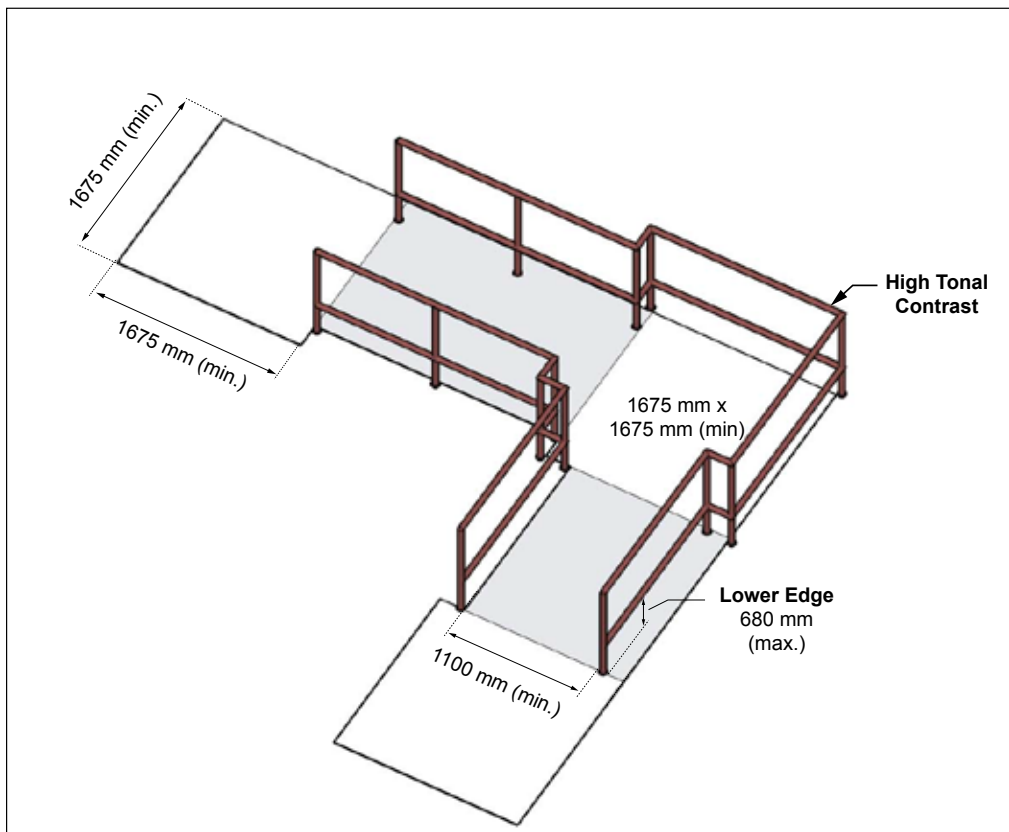 1675 mm (min.)
1675 mm (min.)
High Tonal
Contrast
1675 mm x
1675 mm (min)
Lower Edge
680 mm
(max.)
1100 mm (min.)